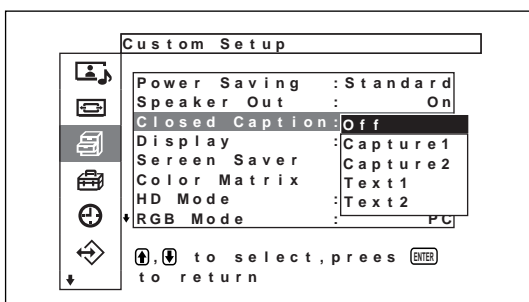 Custom Setup
Power Saving :Standard
Speaker Out : On
Closed Caption:Off
Display : Capture1
Sereen Saver Capture2
Color Matrix Text1
HD Mode :Text2
RGB Mode : PC
, to select,prees ENTER
to return